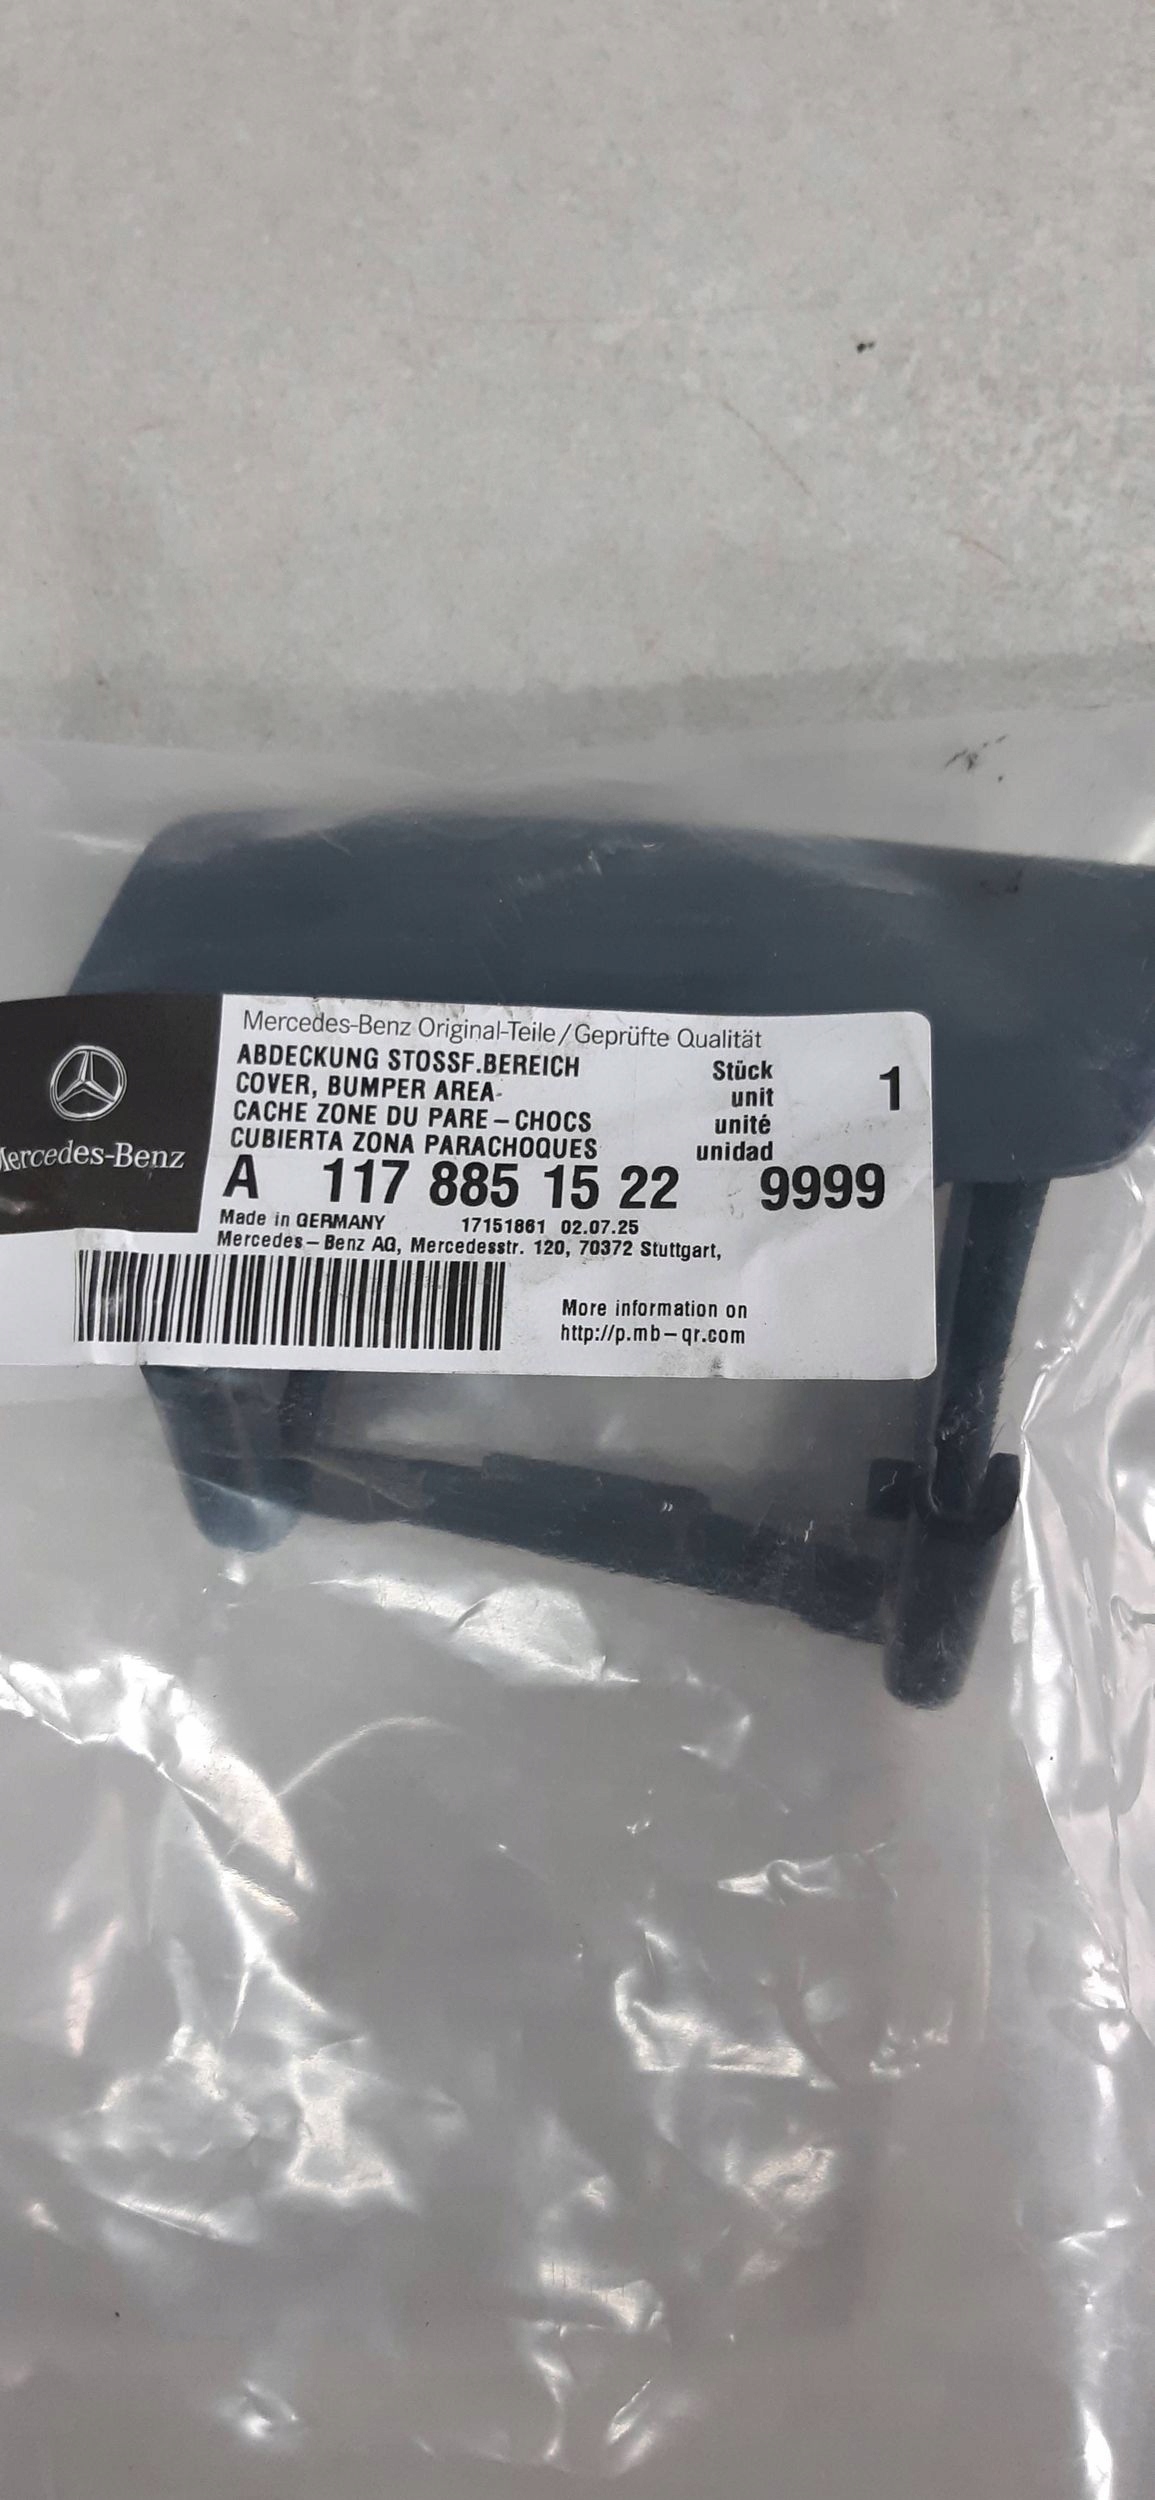 Mercedes-Benz Original-Teile/Geprüfte Qualität
ABDECKUNG STOSSF.BEREICH Stück 1
COVER, BUMPER AREA- unit
CACHE ZONE DU PARE-CHOCS unité
CUBIERTA ZONA PARACHOQUES unidad
A 117 885 15 22 9999
Made in GERMANY 17151861 02.07.25
Mercedes-Benz AG, Mercedesstr. 120, 70372 Stuttgart,
More information on
http://p.mb-qr.com
Mercedes-Benz